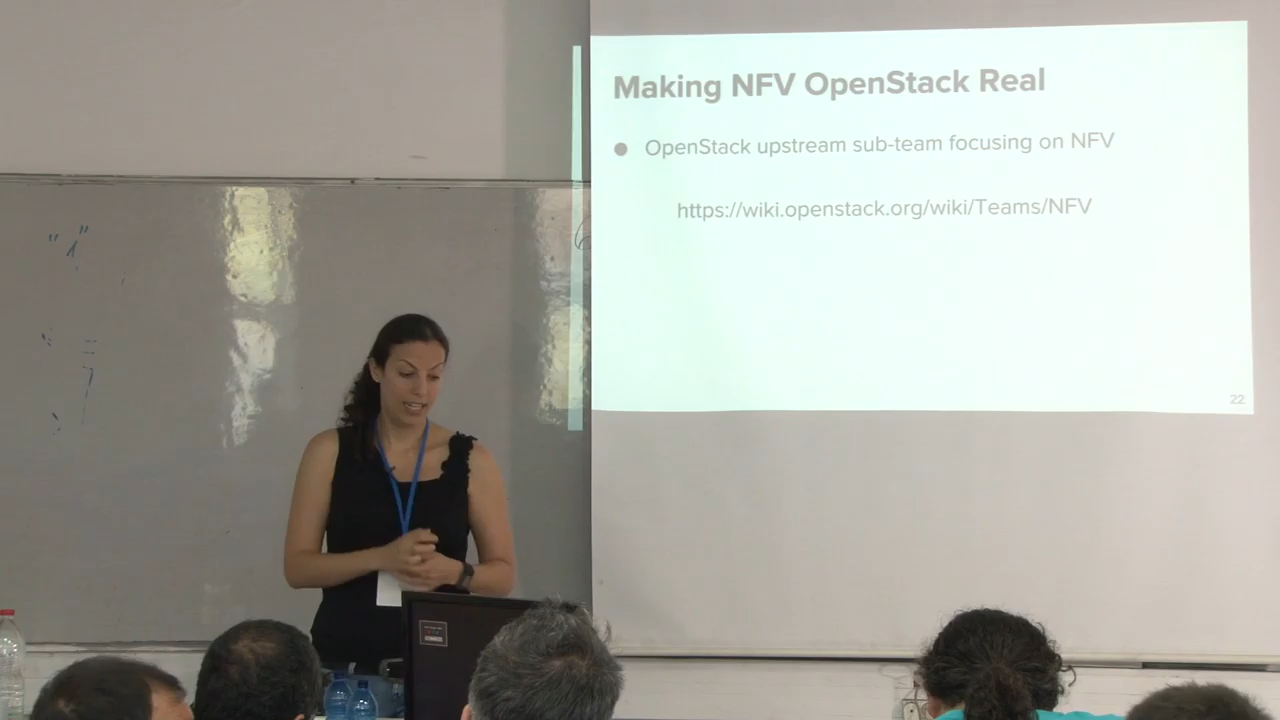 Making NFV OpenStack Real
● OpenStack upstream sub-team focusing on NFV
https://wiki.openstack.org/wiki/Teams/NFV
22